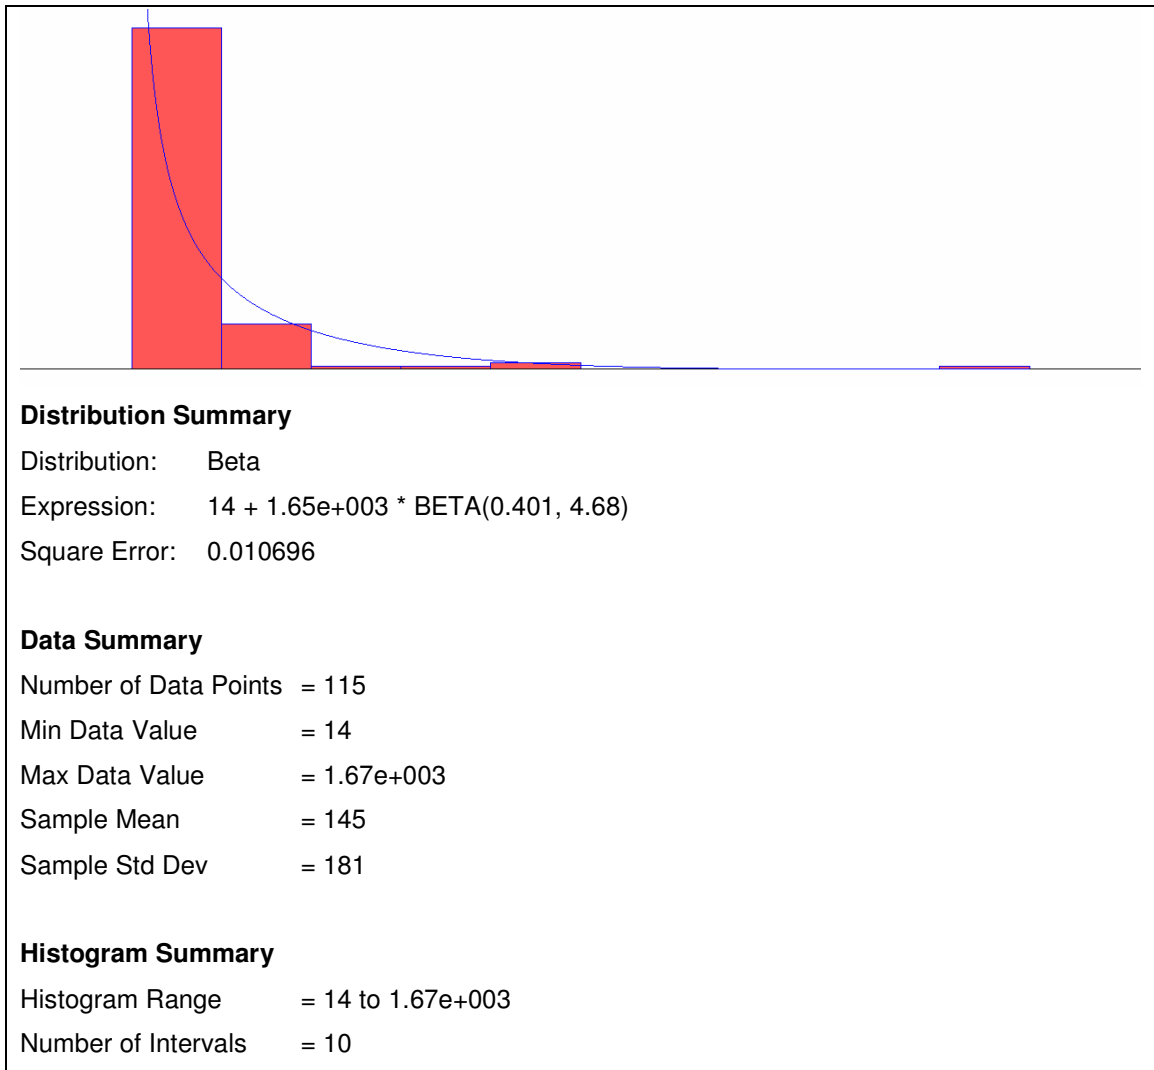 Distribution Summary
Distribution: Beta
Expression: 14 + 1.65e+003 * BETA(0.401, 4.68)
Square Error: 0.010696
Data Summary
Number of Data Points = 115
Min Data Value = 14
Max Data Value = 1.67e+003
Sample Mean = 145
Sample Std Dev = 181
Histogram Summary
Histogram Range = 14 to 1.67e+003
Number of Intervals = 10